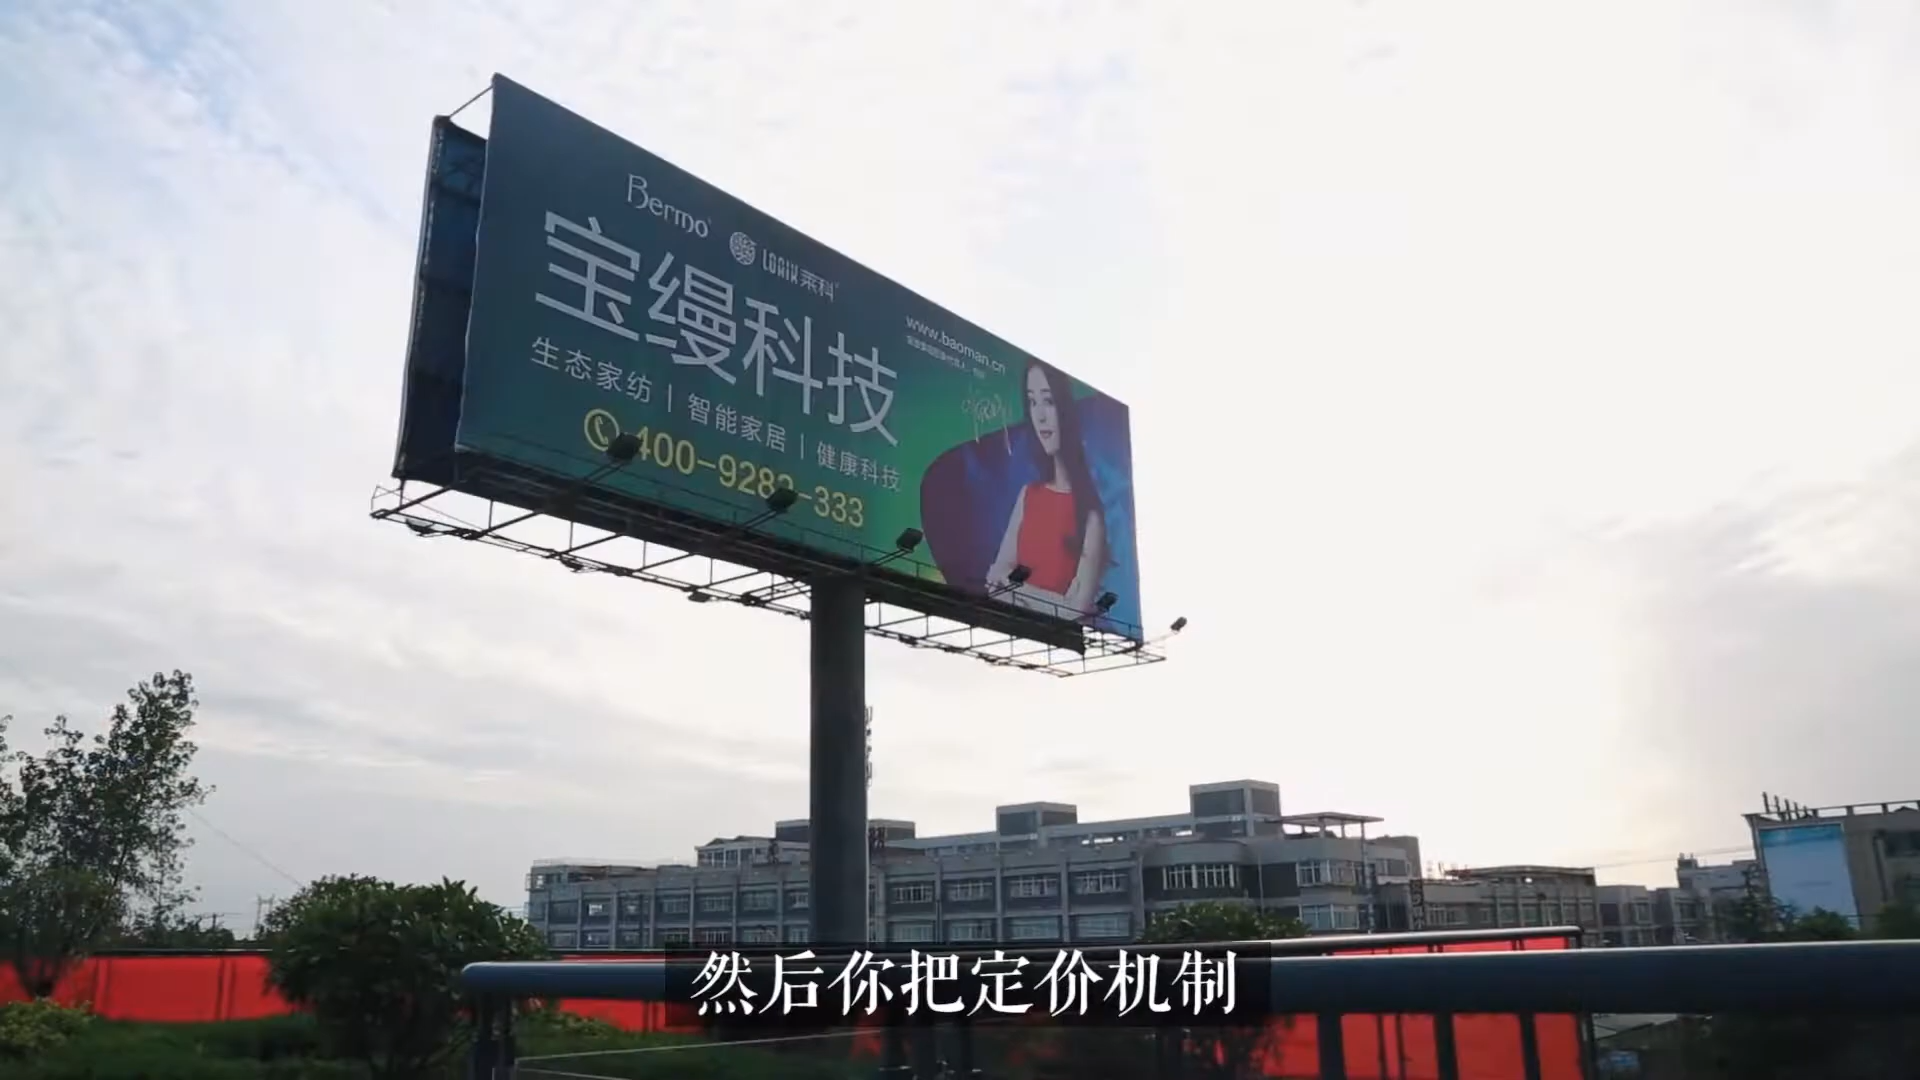 Bermo
LOAIK莱科
宝缦科技
www.baoman.cn
生态家纺 | 智能家居 | 健康科技
400-9282-333
然后你把定价机制